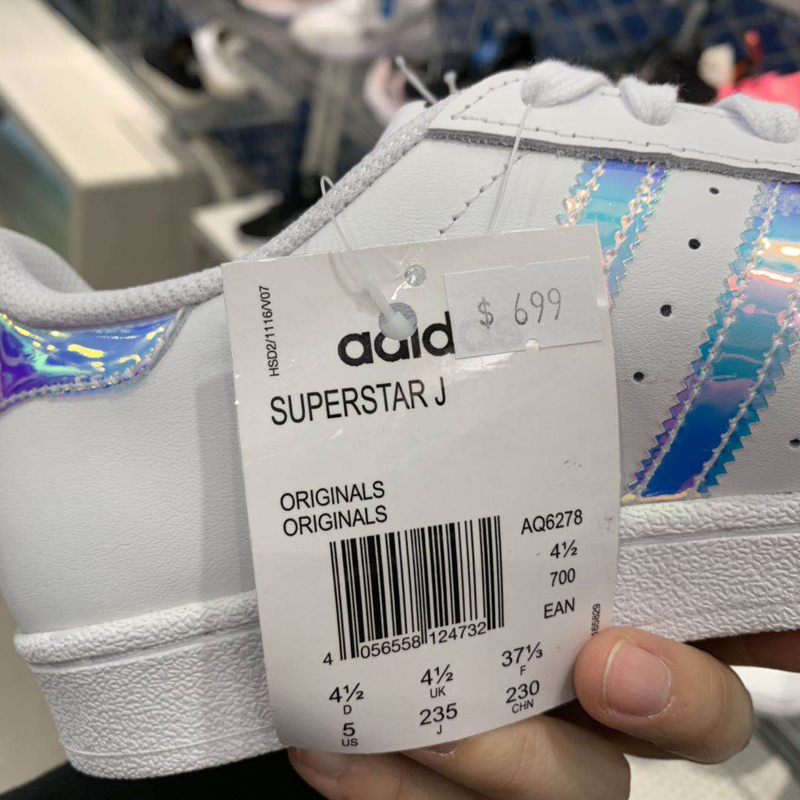 HSD2/1116/V07
$ 699
adid
SUPERSTAR J
ORIGINALS
ORIGINALS
AQ6278
4½
700
EAN
4 056558 124732
4½ 4½ 37⅓
D UK F
5 235 230
US J CHN